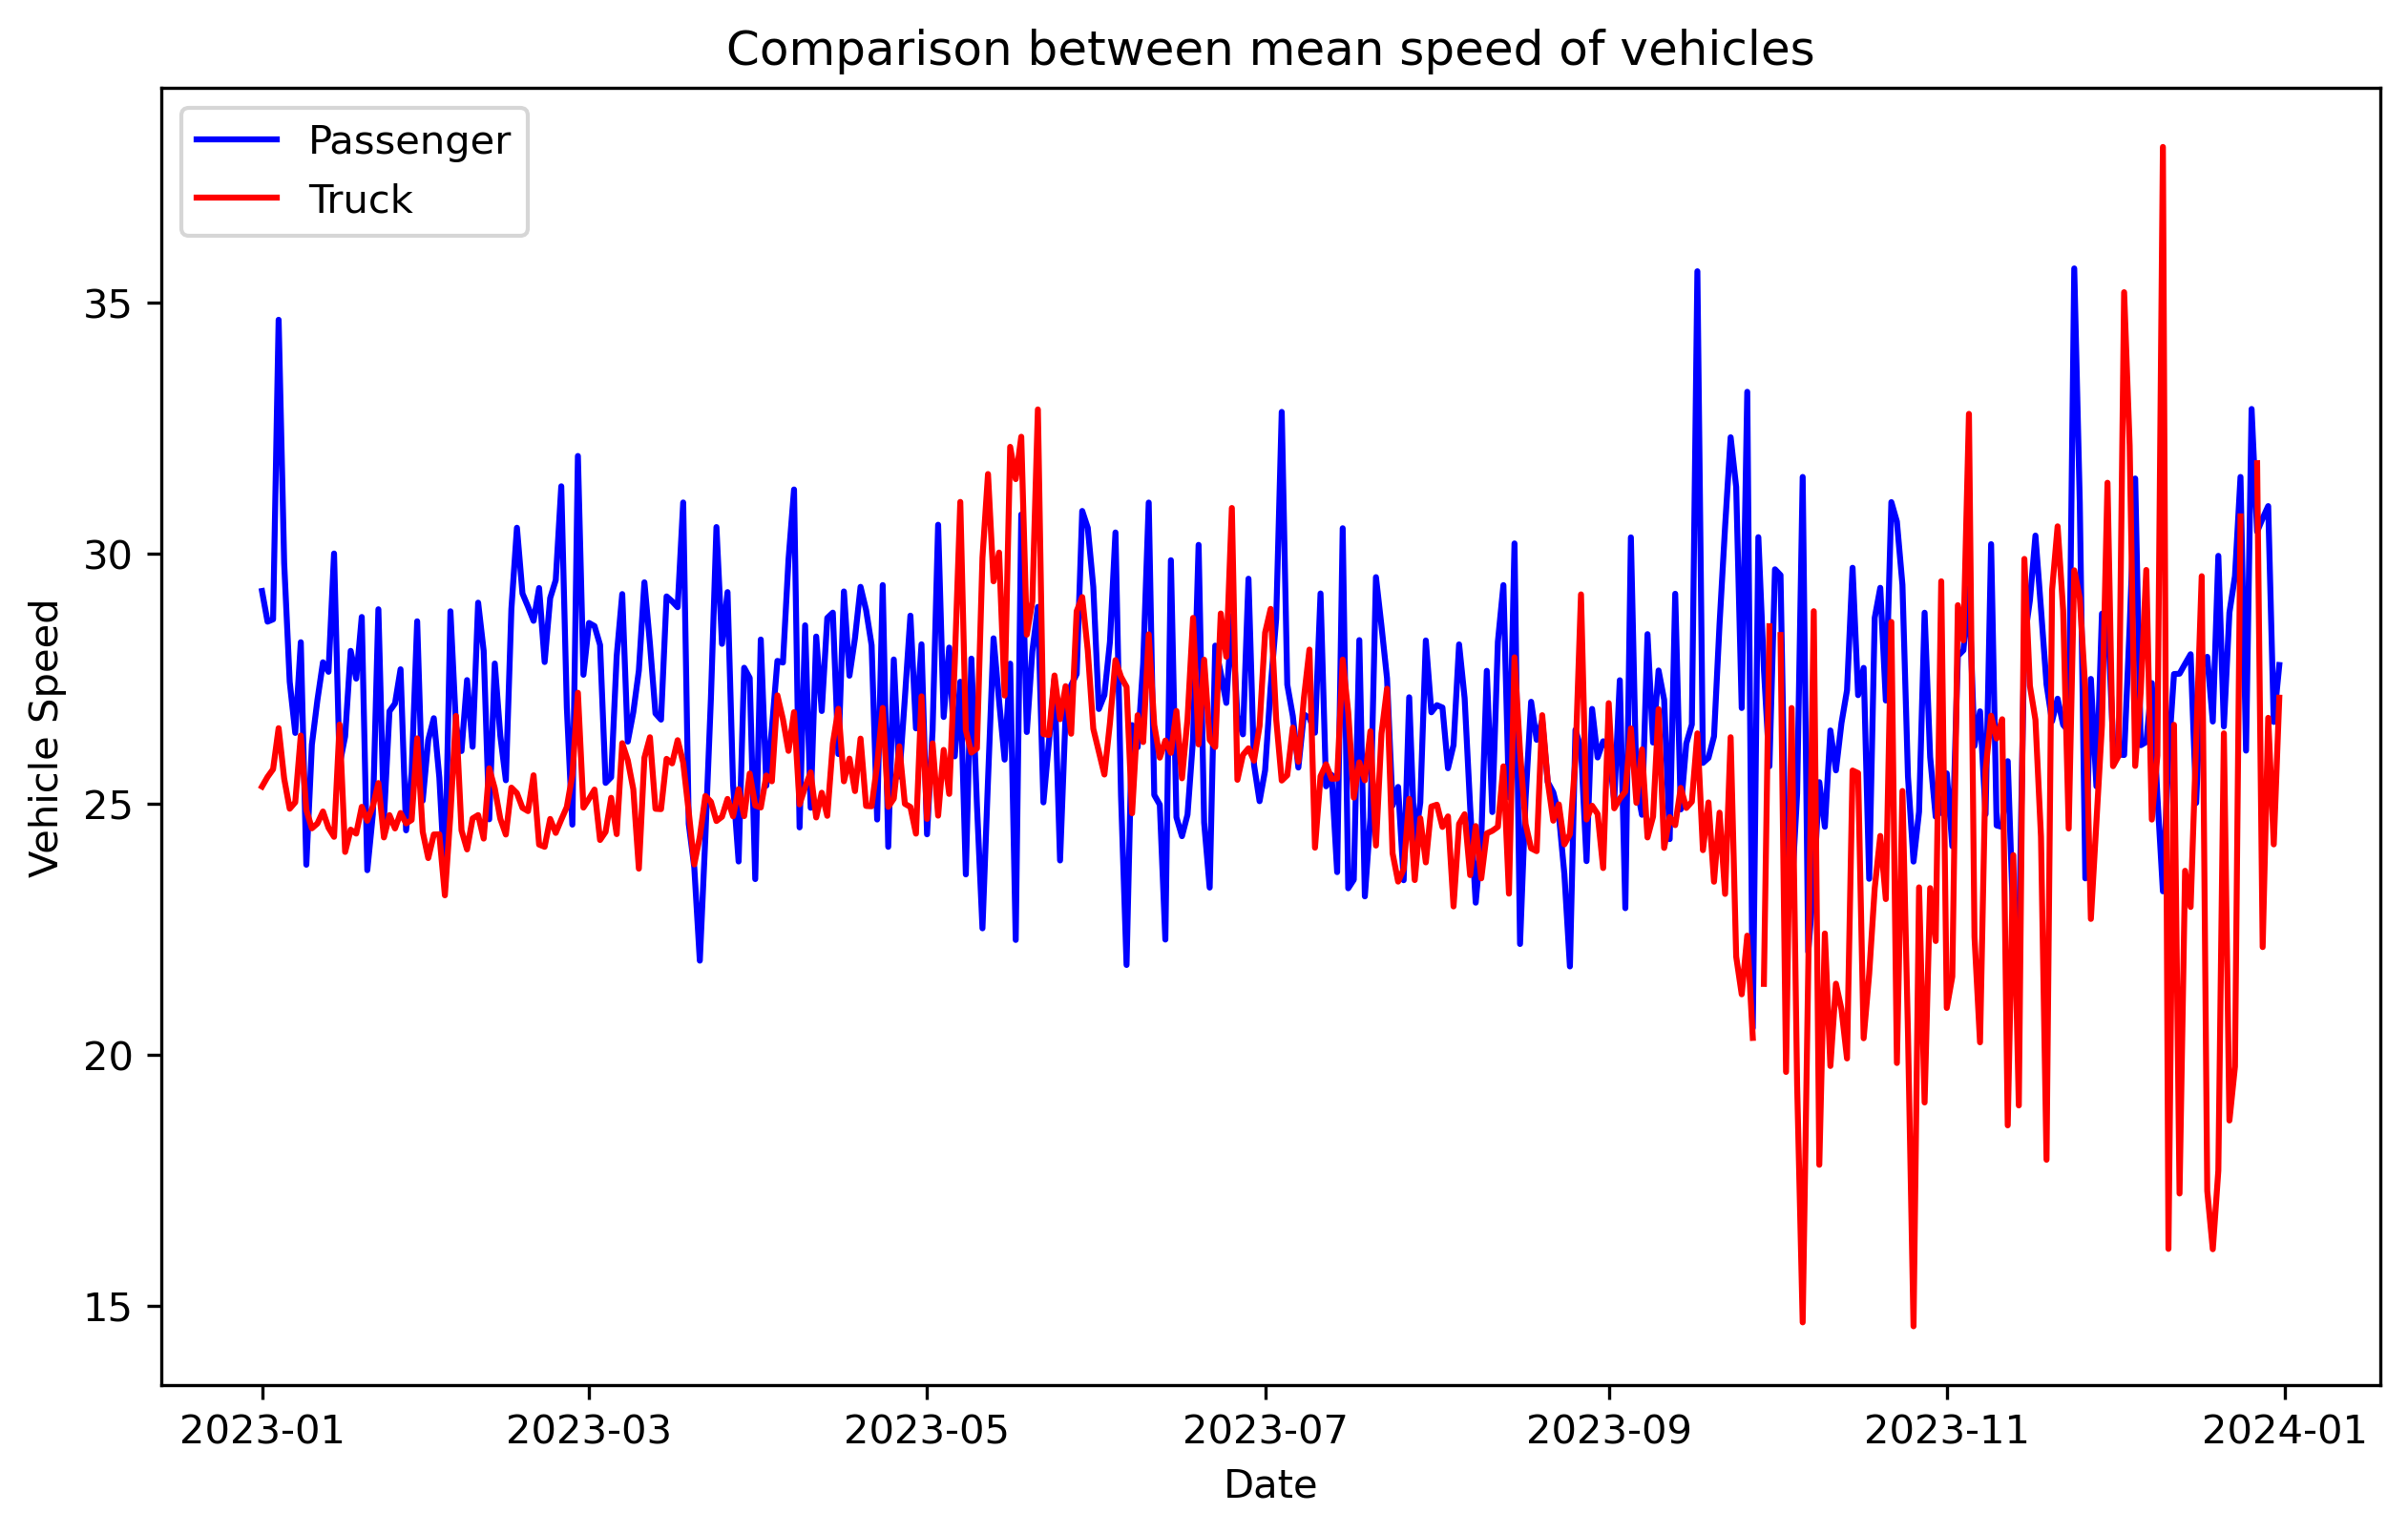 Comparison between mean speed of vehicles
Passenger
Truck
Vehicle Speed
35
30
25
20
15
2023-01 2023-03 2023-05 2023-07 2023-09 2023-11 2024-01
Date